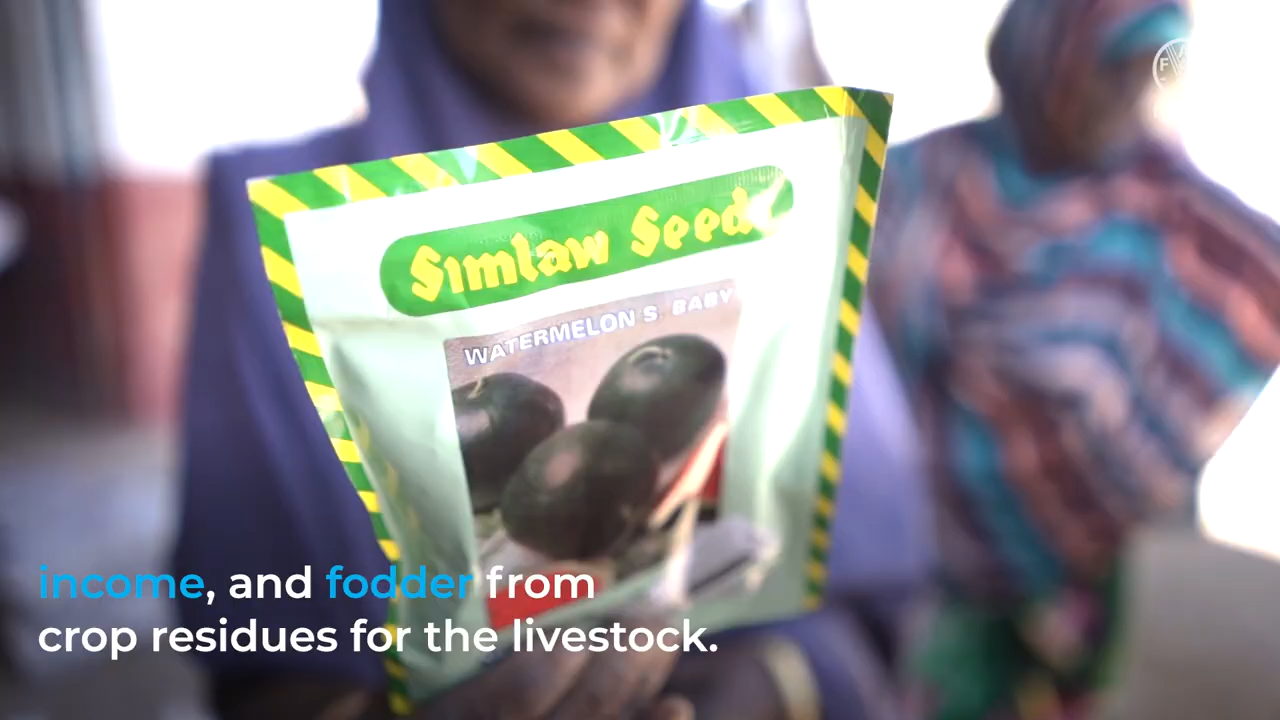 Simlaw Seeds
WATERMELON S. BABY
income, and fodder from
crop residues for the livestock.